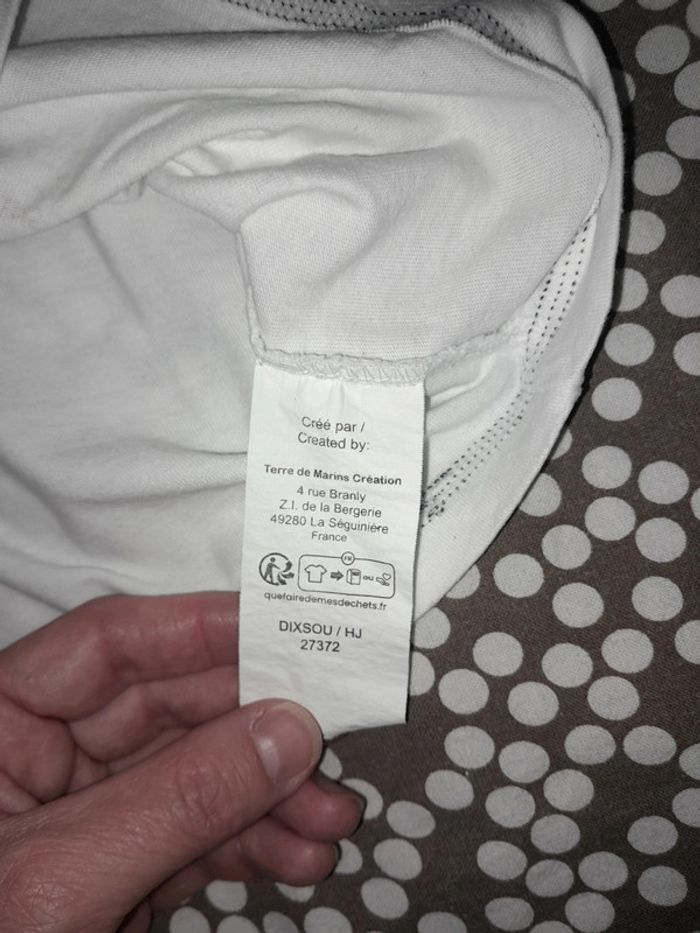 Créé par /
Created by:
Terre de Marins Création
4 rue Branly
Z.I. de la Bergerie
49280 La Séguinière
France
FR
ou
quefairedemesdechets.fr
DIXSOU / HJ
27372